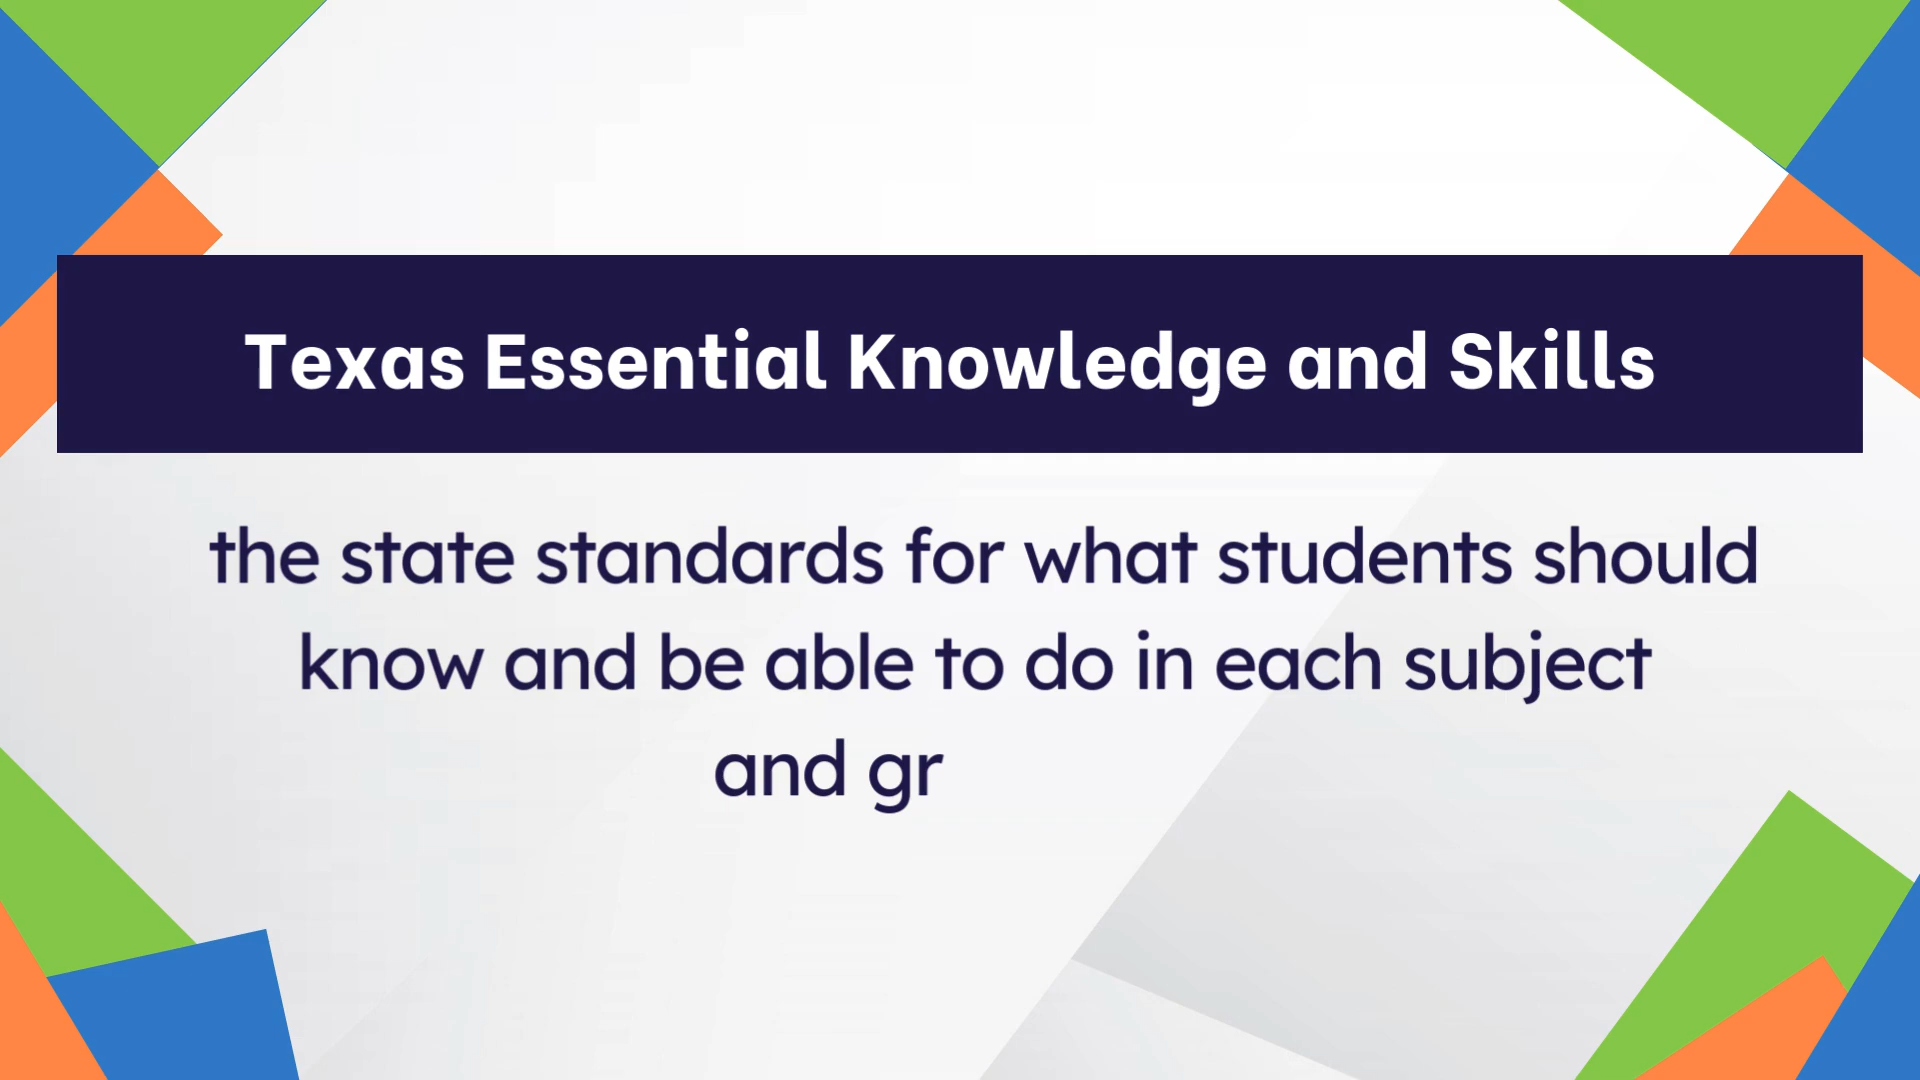 Texas Essential Knowledge and Skills
the state standards for what students should
know and be able to do in each subject
and gr